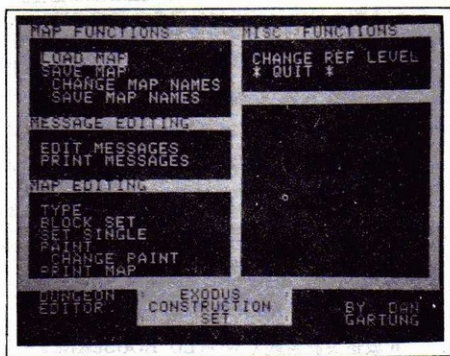 MAP FUNCTIONS
LOAD MAP
SAVE MAP
CHANGE MAP NAMES
SAVE MAP NAMES
MESSAGE EDITING
EDIT MESSAGES
PRINT MESSAGES
MAP EDITING
TYPE
BLOCK SET
SET SINGLE
PAINT
CHANGE PAINT
PRINT MAP
MISC. FUNCTIONS
CHANGE REF LEVEL
* QUIT *
DUNGEON
EDITOR
EXODUS
CONSTRUCTION
SET
BY DAN
GARTUNG